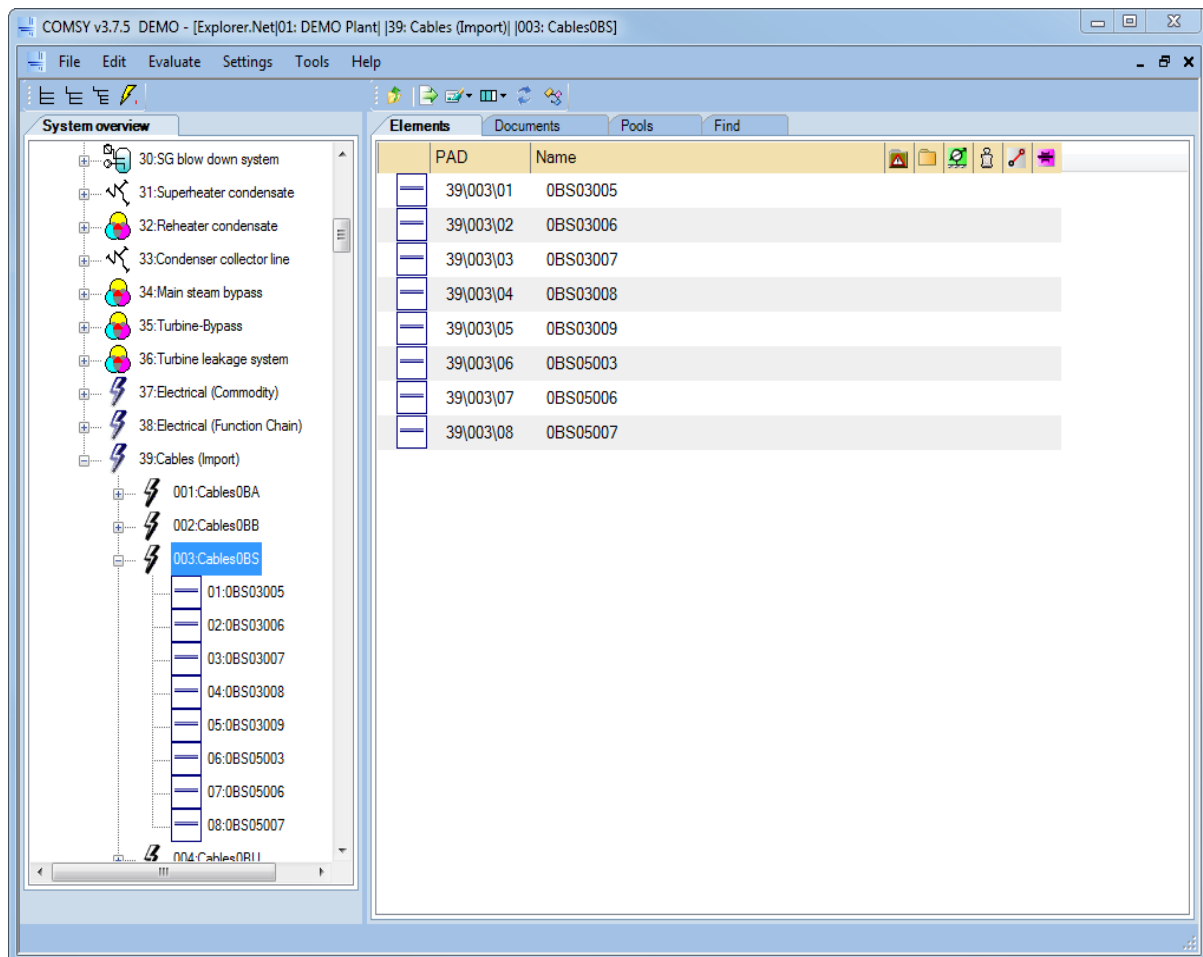 COMSY v3.7.5 DEMO - [Explorer.Net|01: DEMO Plant| |39: Cables (Import)| |003: Cables0BS]
File Edit Evaluate Settings Tools Help
System overview
30:SG blow down system
31:Superheater condensate
32:Reheater condensate
33:Condenser collector line
34:Main steam bypass
35:Turbine-Bypass
36:Turbine leakage system
37:Electrical (Commodity)
38:Electrical (Function Chain)
39:Cables (Import)
001:Cables0BA
002:Cables0BB
003:Cables0BS
01:0BS03005
02:0BS03006
03:0BS03007
04:0BS03008
05:0BS03009
06:0BS05003
07:0BS05006
08:0BS05007
004:Cables0BU
Elements Documents Pools Find
PAD Name
39\003\01 0BS03005
39\003\02 0BS03006
39\003\03 0BS03007
39\003\04 0BS03008
39\003\05 0BS03009
39\003\06 0BS05003
39\003\07 0BS05006
39\003\08 0BS05007